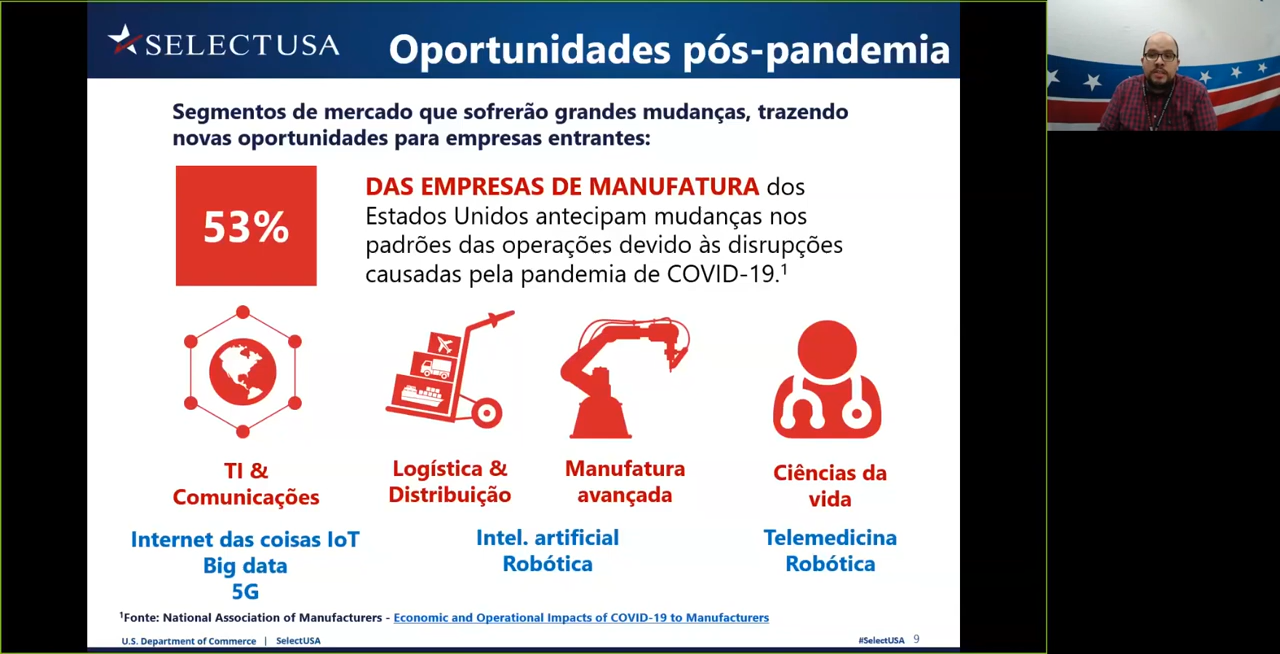 SELECTUSA
Oportunidades pós-pandemia
Segmentos de mercado que sofrerão grandes mudanças, trazendo
novas oportunidades para empresas entrantes:
53%
DAS EMPRESAS DE MANUFATURA dos
Estados Unidos antecipam mudanças nos
padrões das operações devido às disrupções
causadas pela pandemia de COVID-19.¹
TI &
Comunicações
Logística &
Distribuição
Manufatura
avançada
Ciências da
vida
Internet das coisas IoT
Big data
5G
Intel. artificial
Robótica
Telemedicina
Robótica
¹Fonte: National Association of Manufacturers - Economic and Operational Impacts of COVID-19 to Manufacturers
U.S. Department of Commerce | SelectUSA
#SelectUSA 9